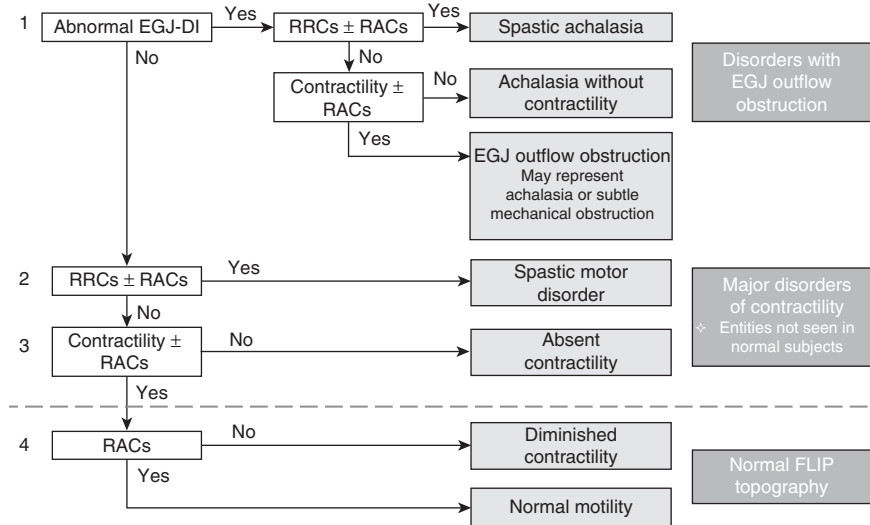 1
Abnormal EGJ-DI
Yes
RRCs ± RACs
Yes
Spastic achalasia
No
No
Contractility ±
RACs
No
Achalasia without
contractility
Disorders with
EGJ outflow
obstruction
Yes
EGJ outflow obstruction
May represent
achalasia or subtle
mechanical obstruction
2
RRCs ± RACs
Yes
Spastic motor
disorder
No
3
Contractility ±
RACs
No
Absent
contractility
Major disorders
of contractility
✧ Entities not seen in
normal subjects
Yes
4
RACs
No
Diminished
contractility
Yes
Normal motility
Normal FLIP
topography